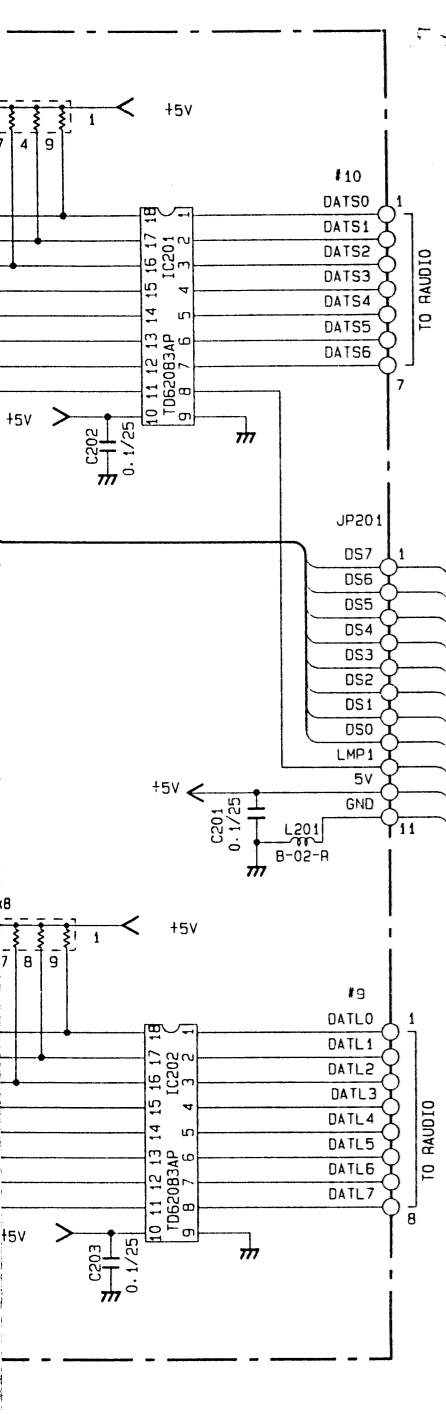 +5V
1
7 4 9
#10
DATS0 1
DATS1
DATS2
DATS3
DATS4
DATS5
DATS6
7
TO RAUDIO
18 1
17 2
16 3
15 4
14 5
13 6
12 7
11 8
10 9
IC201
TD62083AP
+5V
C202
0.1/25
JP201
DS7 1
DS6
DS5
DS4
DS3
DS2
DS1
DS0
LMP1
5V
GND
11
+5V
C201
0.1/25
L201
B-02-R
x8
+5V
1
7 8 9
#9
DATL0 1
DATL1
DATL2
DATL3
DATL4
DATL5
DATL6
DATL7
8
TO RAUDIO
18 1
17 2
16 3
15 4
14 5
13 6
12 7
11 8
10 9
IC202
TD62083AP
+5V
C203
0.1/25